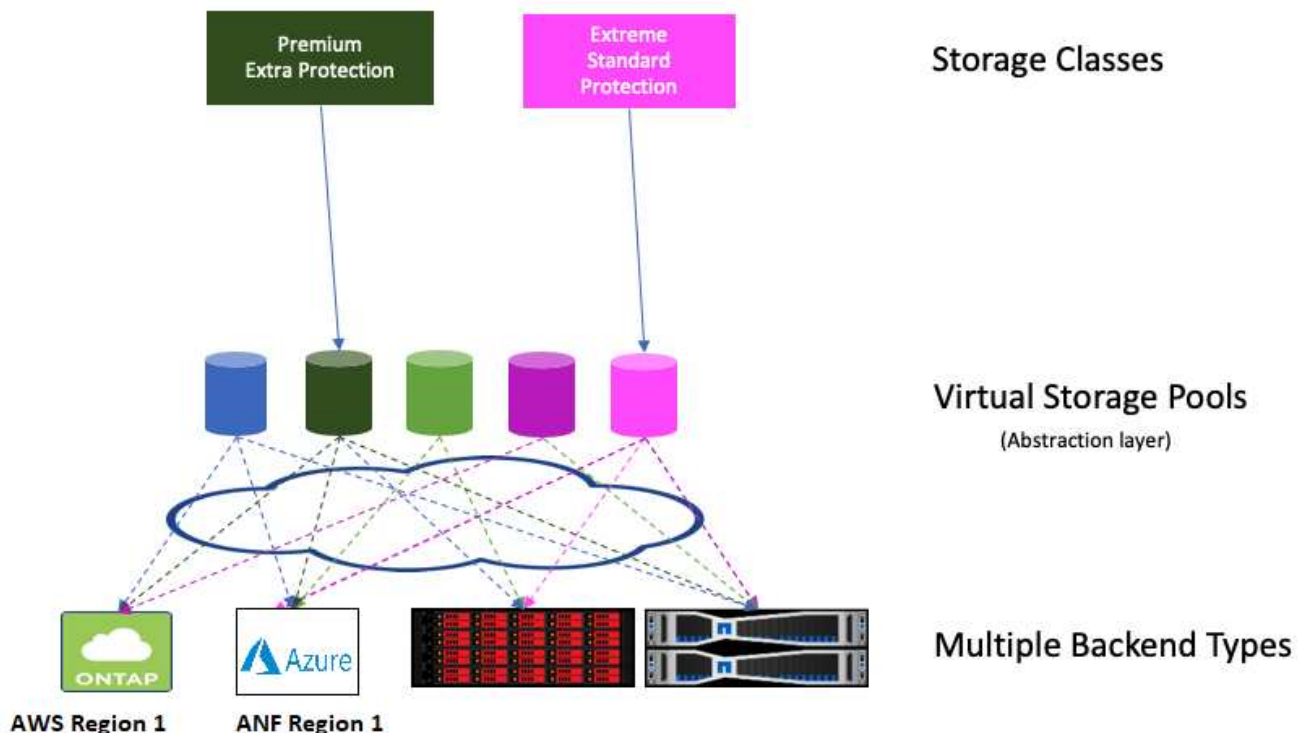 Premium
Extra Protection
Extreme
Standard
Protection
Storage Classes
Virtual Storage Pools
(Abstraction layer)
ONTAP
Azure
Multiple Backend Types
AWS Region 1
ANF Region 1